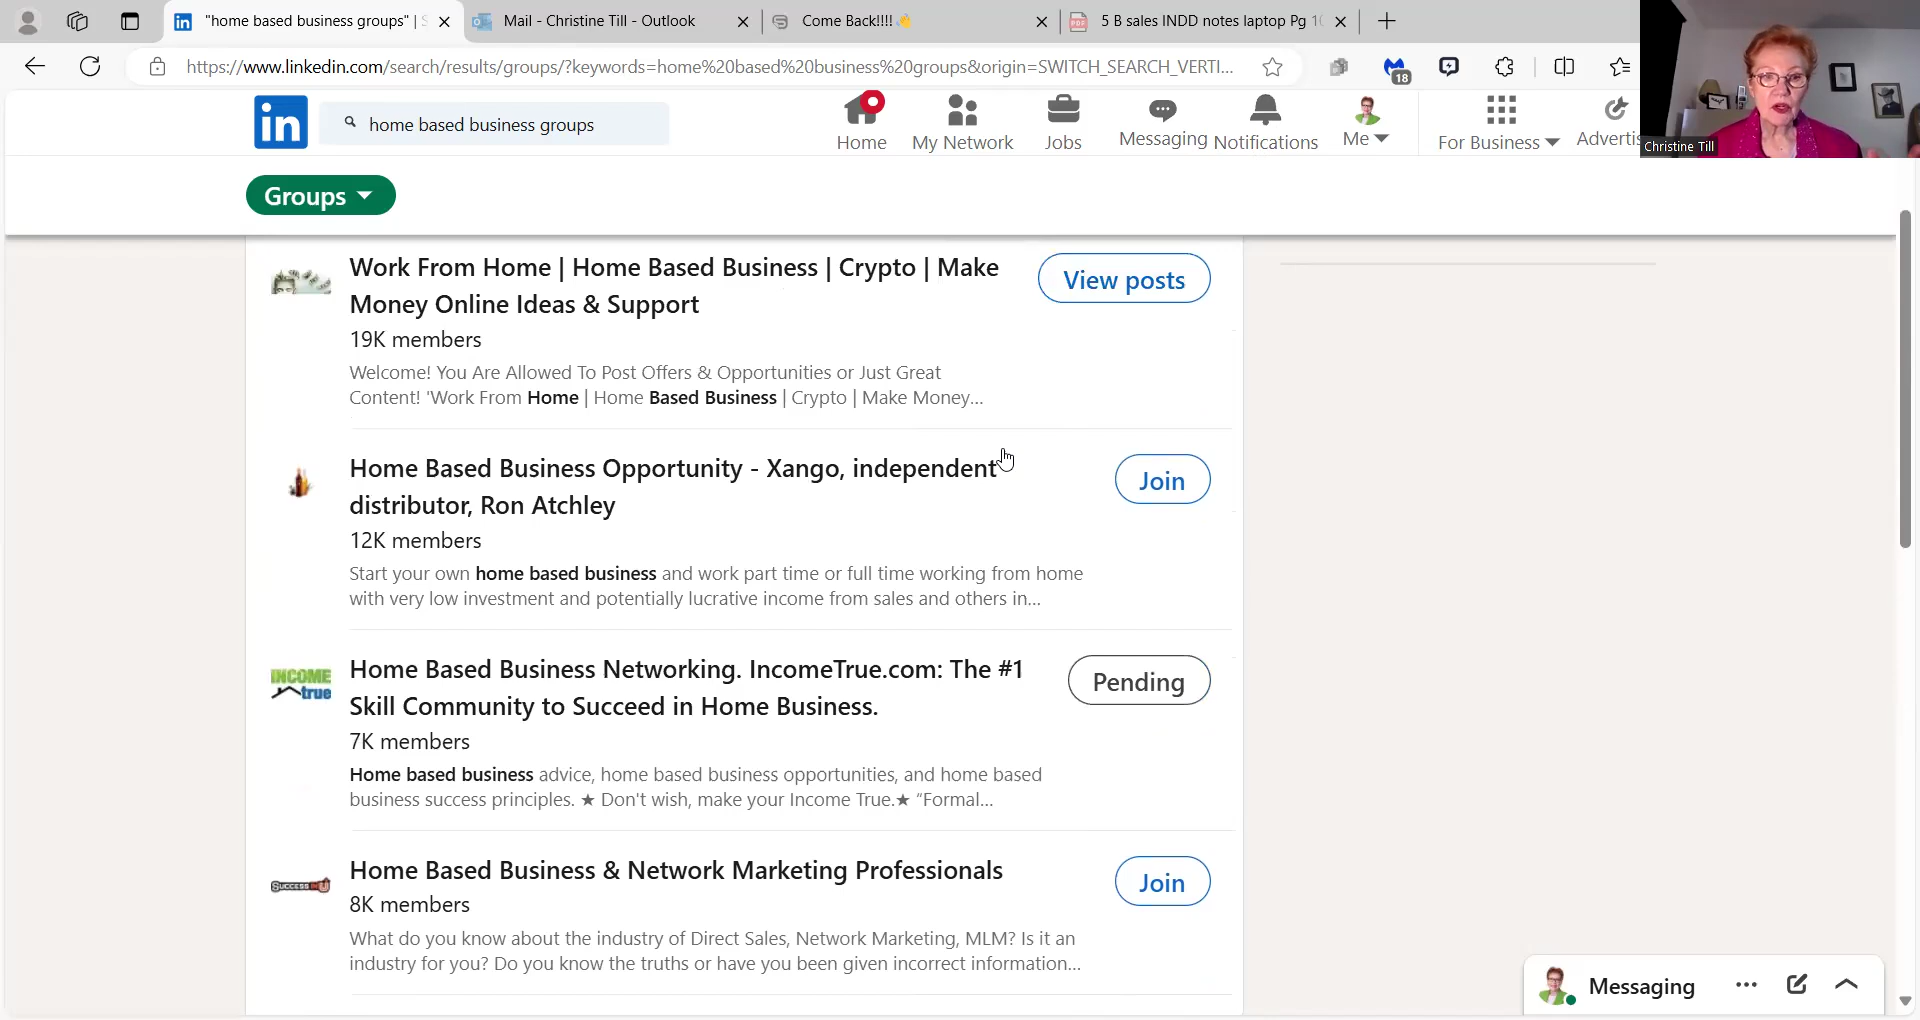 "home based business groups" | S
Mail - Christine Till - Outlook
Come Back!!!! 👋
5 B sales INDD notes laptop Pg 10
https://www.linkedin.com/search/results/groups/?keywords=home%20based%20business%20groups&origin=SWITCH_SEARCH_VERTI...
18
in
home based business groups
Home
My Network
Jobs
Messaging
Notifications
Me
For Business
Advertis
Christine Till
Groups
Work From Home | Home Based Business | Crypto | Make
Money Online Ideas & Support
View posts
19K members
Welcome! You Are Allowed To Post Offers & Opportunities or Just Great
Content! 'Work From Home | Home Based Business | Crypto | Make Money...
Home Based Business Opportunity - Xango, independent
distributor, Ron Atchley
Join
12K members
Start your own home based business and work part time or full time working from home
with very low investment and potentially lucrative income from sales and others in...
INCOME
true
Home Based Business Networking. IncomeTrue.com: The #1
Skill Community to Succeed in Home Business.
Pending
7K members
Home based business advice, home based business opportunities, and home based
business success principles. ★ Don't wish, make your Income True.★ “Formal...
SUCCESS IN U
Home Based Business & Network Marketing Professionals
Join
8K members
What do you know about the industry of Direct Sales, Network Marketing, MLM? Is it an
industry for you? Do you know the truths or have you been given incorrect information...
Messaging